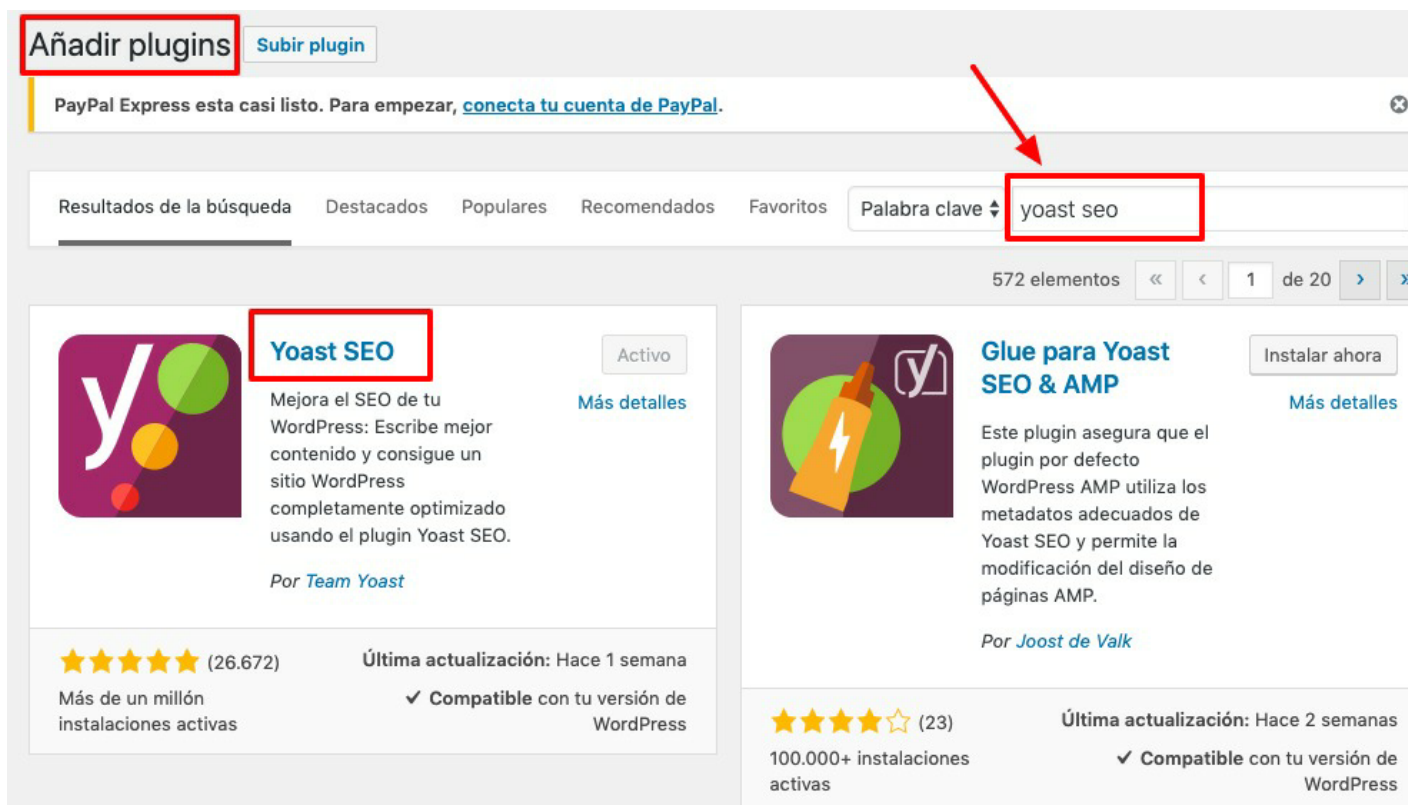 Añadir plugins Subir plugin
PayPal Express esta casi listo. Para empezar, conecta tu cuenta de PayPal.
Resultados de la búsqueda Destacados Populares Recomendados Favoritos Palabra clave yoast seo
572 elementos « ‹ 1 de 20 › »
Yoast SEO
Activo
Más detalles
Mejora el SEO de tu
WordPress: Escribe mejor
contenido y consigue un
sitio WordPress
completamente optimizado
usando el plugin Yoast SEO.
Por Team Yoast
(26.672)
Última actualización: Hace 1 semana
Más de un millón
instalaciones activas
✓ Compatible con tu versión de
WordPress
Glue para Yoast
SEO & AMP
Instalar ahora
Más detalles
Este plugin asegura que el
plugin por defecto
WordPress AMP utiliza los
metadatos adecuados de
Yoast SEO y permite la
modificación del diseño de
páginas AMP.
Por Joost de Valk
(23)
Última actualización: Hace 2 semanas
100.000+ instalaciones
activas
✓ Compatible con tu versión de
WordPress